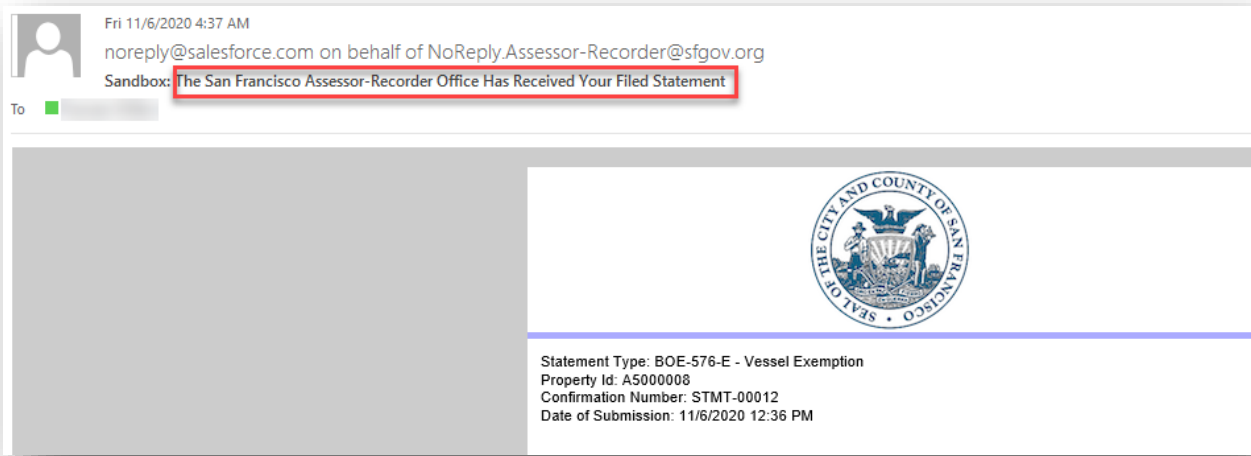 Fri 11/6/2020 4:37 AM
noreply@salesforce.com on behalf of NoReply.Assessor-Recorder@sfgov.org
Sandbox: The San Francisco Assessor-Recorder Office Has Received Your Filed Statement
To
SEAL OF THE CITY AND COUNTY OF SAN FRANCISCO
Statement Type: BOE-576-E - Vessel Exemption
Property Id: A5000008
Confirmation Number: STMT-00012
Date of Submission: 11/6/2020 12:36 PM